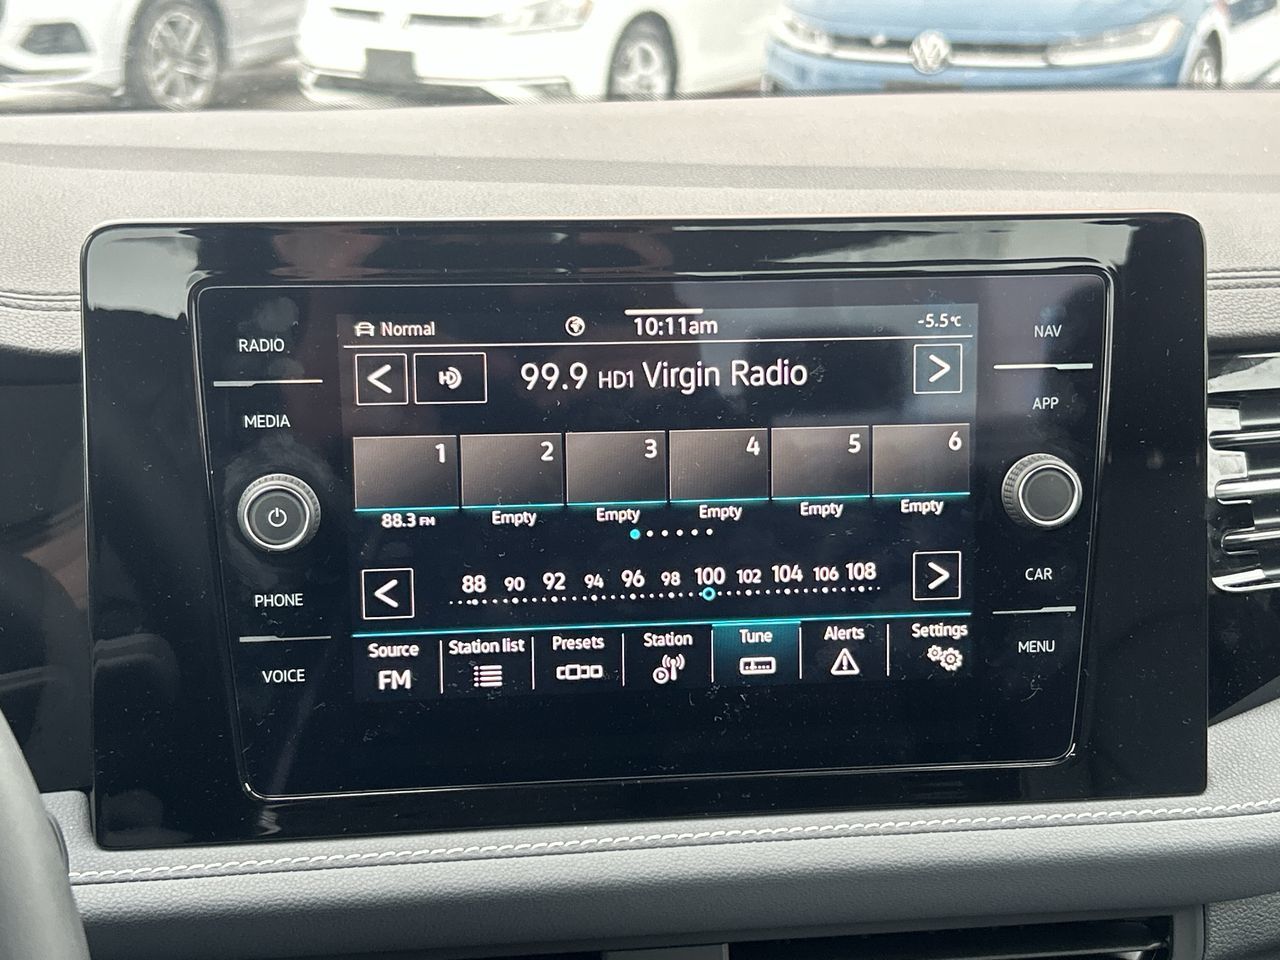 RADIO
MEDIA
PHONE
VOICE
Normal
10:11am
-5.5°C
HD
99.9 HD1 Virgin Radio
1 2 3 4 5 6
88.3 FM Empty Empty Empty Empty Empty
88 90 92 94 96 98 100 102 104 106 108
Source Station list Presets Station Tune Alerts Settings
FM
NAV
APP
CAR
MENU